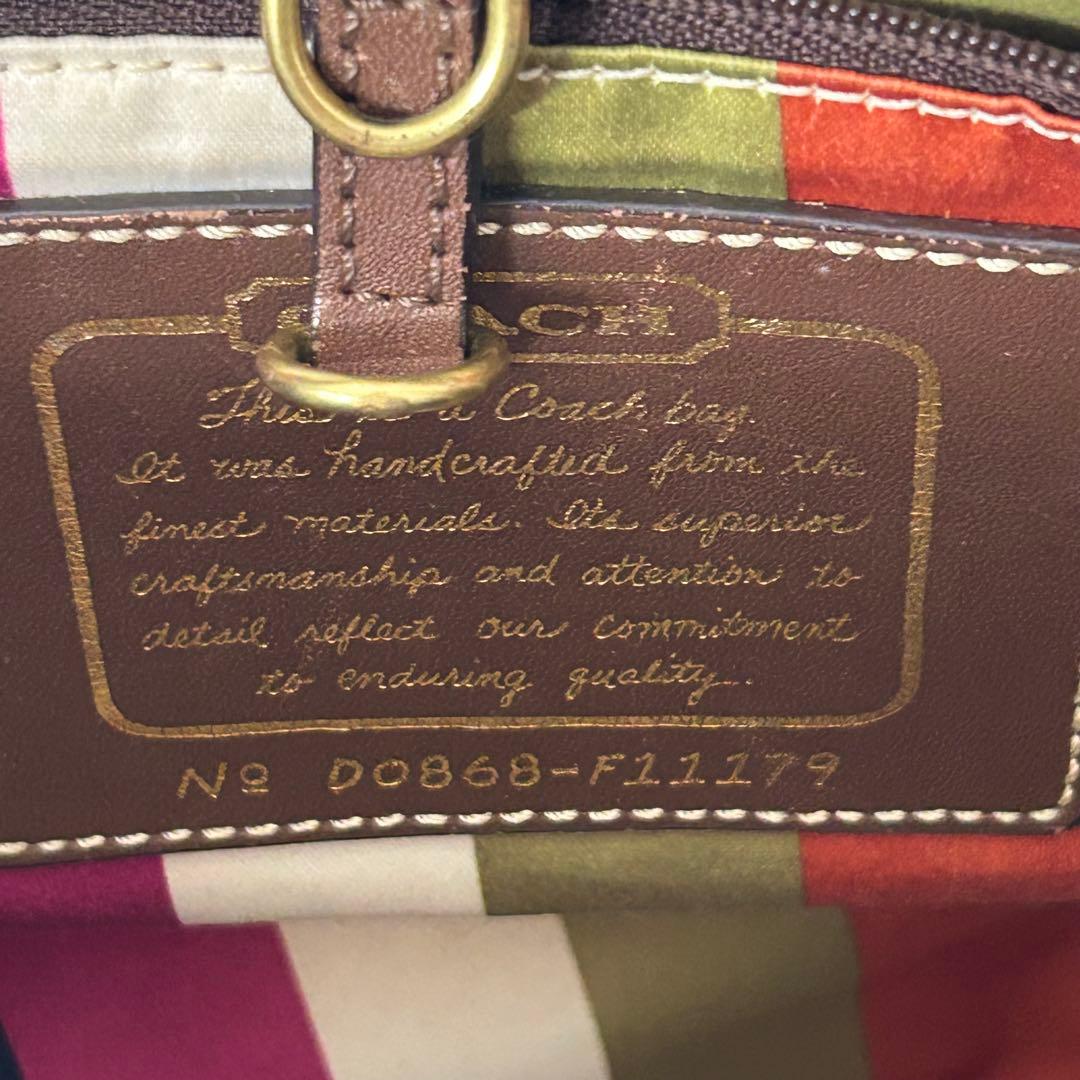 ACH
This a Coach bag.
It was handcrafted from the
finest materials. Its superior
craftsmanship and attention to
detail reflect our commitment
to enduring quality.
Nº D0868-F11179